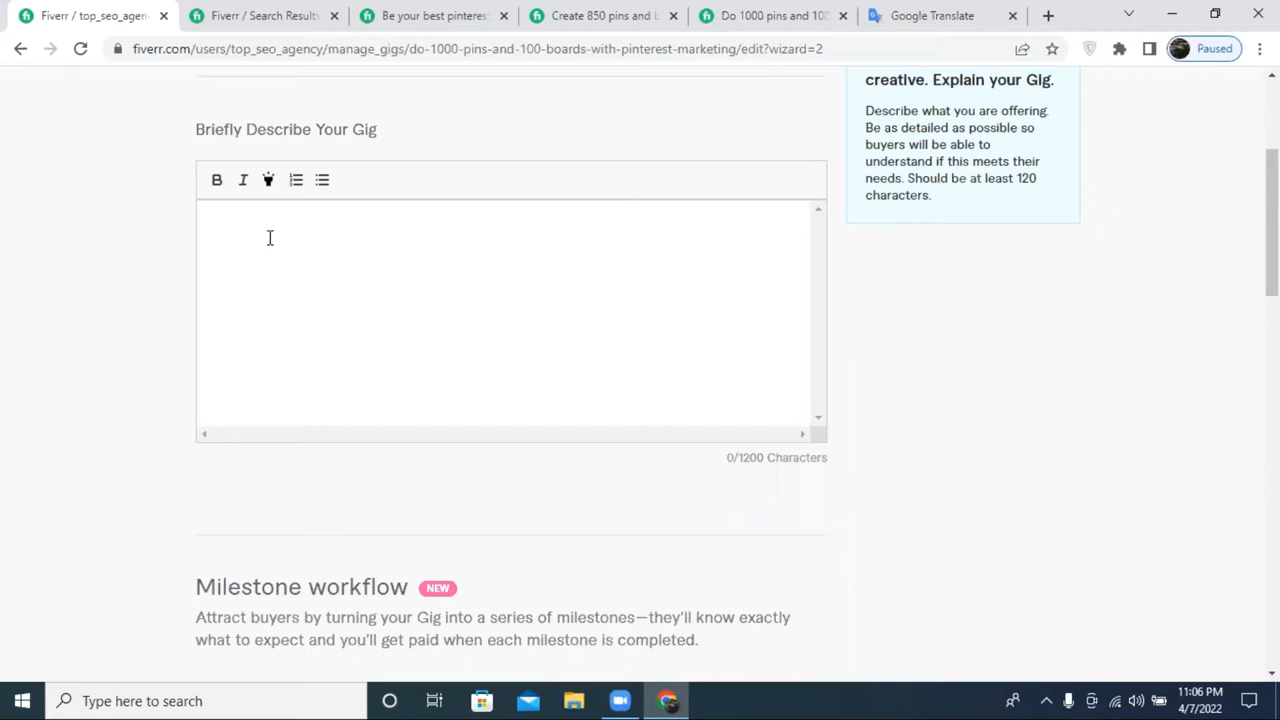 Fiverr / top_seo_agen
Fiverr / Search Results
Be your best pinteres
Create 850 pins and b
Do 1000 pins and 100
Google Translate
fiverr.com/users/top_seo_agency/manage_gigs/do-1000-pins-and-100-boards-with-pinterest-marketing/edit?wizard=2
Paused
creative. Explain your Gig.
Describe what you are offering.
Be as detailed as possible so
buyers will be able to
understand if this meets their
needs. Should be at least 120
characters.
Briefly Describe Your Gig
B I
0/1200 Characters
Milestone workflow NEW
Attract buyers by turning your Gig into a series of milestones—they'll know exactly
what to expect and you'll get paid when each milestone is completed.
Type here to search
11:06 PM
4/7/2022